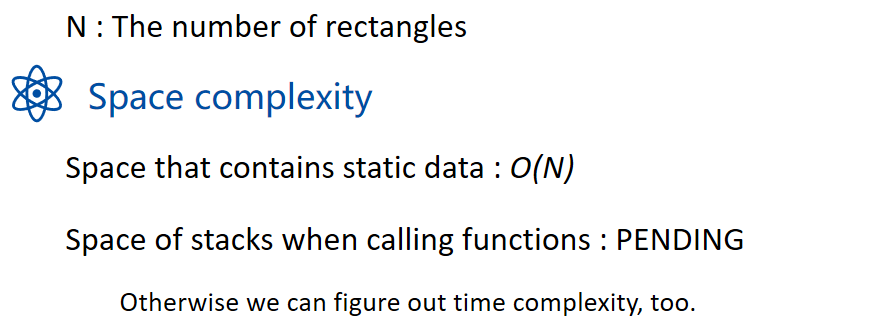 N : The number of rectangles
Space complexity
Space that contains static data : O(N)
Space of stacks when calling functions : PENDING
Otherwise we can figure out time complexity, too.